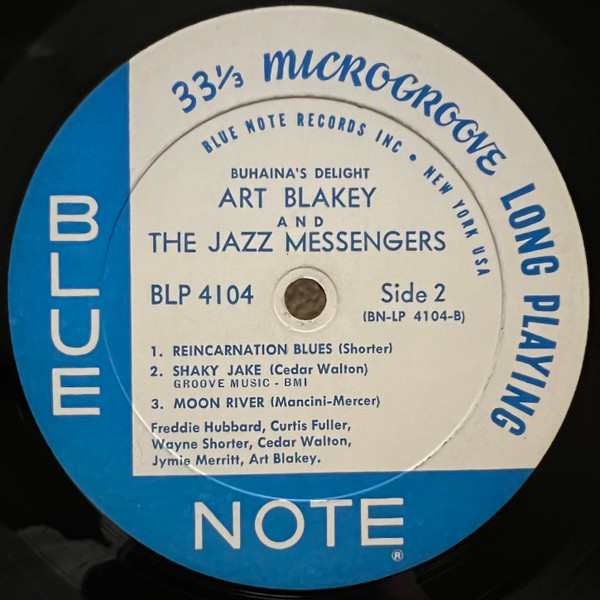 33⅓ MICROGROOVE LONG PLAYING
BLUE NOTE RECORDS INC • NEW YORK USA
BUHAINA'S DELIGHT
ART BLAKEY
AND
THE JAZZ MESSENGERS
BLP 4104
Side 2
(BN-LP 4104-B)
1. REINCARNATION BLUES (Shorter)
2. SHAKY JAKE (Cedar Walton)
GROOVE MUSIC - BMI
3. MOON RIVER (Mancini-Mercer)
Freddie Hubbard, Curtis Fuller,
Wayne Shorter, Cedar Walton,
Jymie Merritt, Art Blakey.
BLUE
NOTE
®